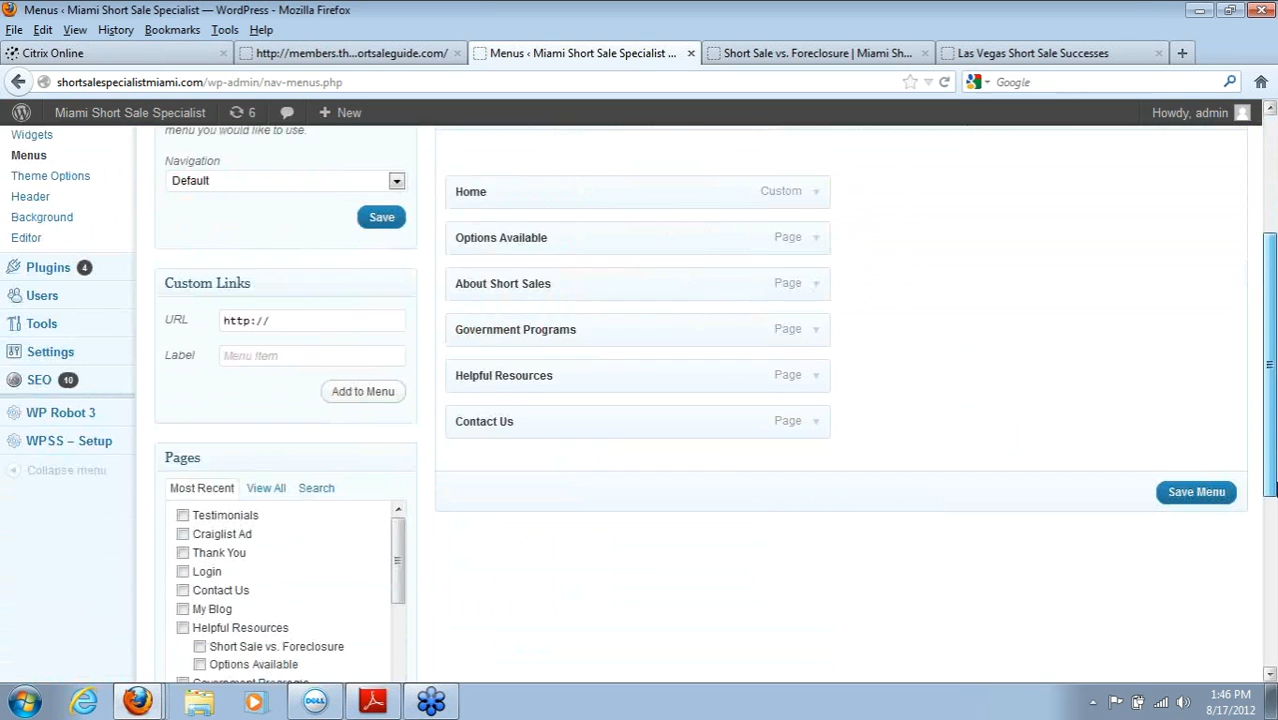 Menus ‹ Miami Short Sale Specialist — WordPress - Mozilla Firefox
File Edit View History Bookmarks Tools Help
Citrix Online
http://members.th...ortsaleguide.com/
Menus ‹ Miami Short Sale Specialist ...
Short Sale vs. Foreclosure | Miami Sh...
Las Vegas Short Sale Successes
shortsalespecialistmiami.com/wp-admin/nav-menus.php
Google
Miami Short Sale Specialist 6 New Howdy, admin
Widgets
Menus
Theme Options
Header
Background
Editor
Plugins 4
Users
Tools
Settings
SEO 10
WP Robot 3
WPSS – Setup
Collapse menu
menu you would like to use.
Navigation
Default
Save
Custom Links
URL http://
Label Menu Item
Add to Menu
Pages
Most Recent View All Search
Testimonials
Craiglist Ad
Thank You
Login
Contact Us
My Blog
Helpful Resources
Short Sale vs. Foreclosure
Options Available
Government Programs
Home Custom
Options Available Page
About Short Sales Page
Government Programs Page
Helpful Resources Page
Contact Us Page
Save Menu
DELL
1:46 PM
8/17/2012